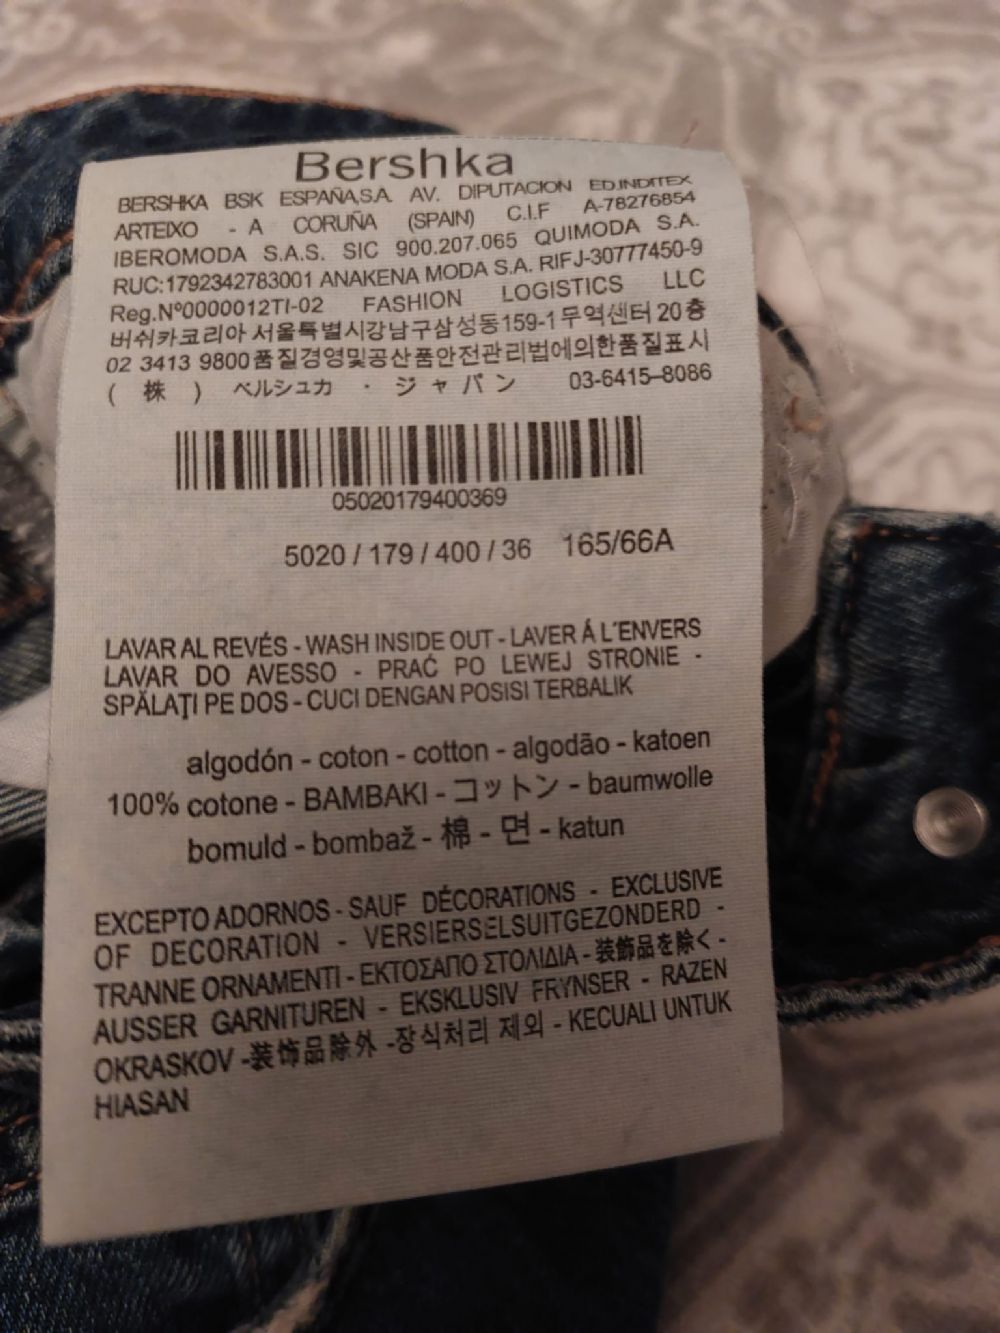 Bershka
BERSHKA BSK ESPAÑA,S.A. AV. DIPUTACION ED.INDITEX
ARTEIXO - A CORUÑA (SPAIN) C.I.F A-78276854
IBEROMODA S.A.S. SIC 900.207.065 QUIMODA S.A.
RUC:1792342783001 ANAKENA MODA S.A. RIFJ-30777450-9
Reg.Nº0000012TI-02 FASHION LOGISTICS LLC
버쉬카코리아 서울특별시강남구삼성동159-1무역센터 20층
02 3413 9800품질경영및공산품안전관리법에의한품질표시
( 株 ) ベルシュカ ・ ジャパン 03-6415-8086
05020179400369
5020 / 179 / 400 / 36 165/66A
LAVAR AL REVÉS - WASH INSIDE OUT - LAVER Á L'ENVERS
LAVAR DO AVESSO - PRAĆ PO LEWEJ STRONIE -
SPĂLAŢI PE DOS - CUCI DENGAN POSISI TERBALIK
algodón - coton - cotton - algodão - katoen
100% cotone - BAMBAKI - コットン - baumwolle
bomuld - bombaž - 棉 - 면 - katun
EXCEPTO ADORNOS - SAUF DÉCORATIONS - EXCLUSIVE
OF DECORATION - VERSIERSELSUITGEZONDERD -
TRANNE ORNAMENTI - ΕΚΤΟΣΑΠΟ ΣΤΟΛΙΔΙΑ - 装飾品を除く -
AUSSER GARNITUREN - EKSKLUSIV FRYNSER - RAZEN
OKRASKOV -装饰品除外 -장식처리 제외 - KECUALI UNTUK
HIASAN